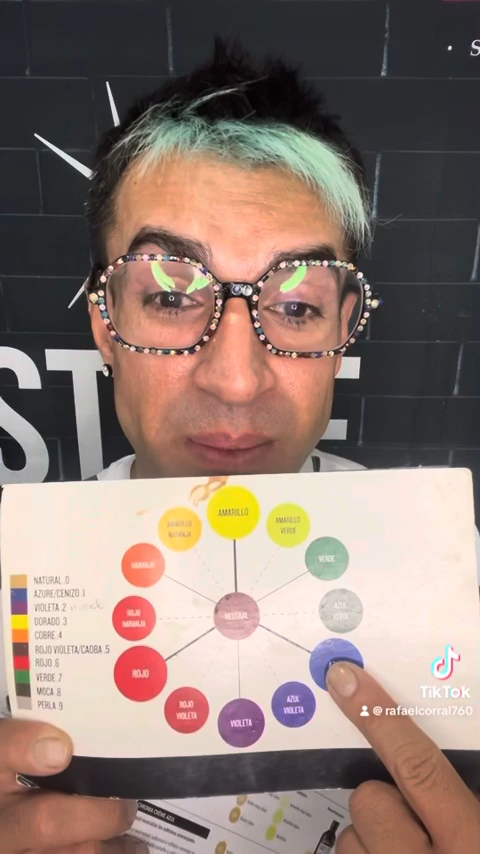 S
ST
AMARILLO
AMARILLO
NARANJA
AMARILLO
VERDE
NARANJA
VERDE
ROJO
NARANJA
NEUTRAL
AZUL
VERDE
ROJO
ROJO
VIOLETA
VIOLETA
AZUL
VIOLETA
NATURAL .0
AZURE/CENIZO .1
VIOLETA .2
DORADO .3
COBRE .4
ROJO VIOLETA/CAOBA .5
ROJO .6
VERDE .7
MOCA .8
PERLA .9
TikTok
@rafaelcorral760